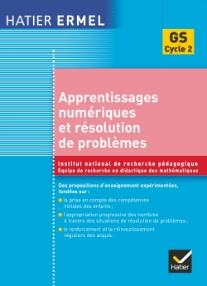 HATIER ERMEL
GS
Cycle 2
Apprentissages
numériques et
résolution
de problèmes
Institut national de recherche pédagogique
Équipe de recherche en didactique des mathématiques
Des propositions d'enseignement expérimentées,
fondées sur :
la prise en compte des compétences
initiales des enfants ;
l'appropriation progressive des nombres
à travers des situations de résolution de problèmes ;
le renforcement et le réinvestissement
réguliers des acquis.
Hatier